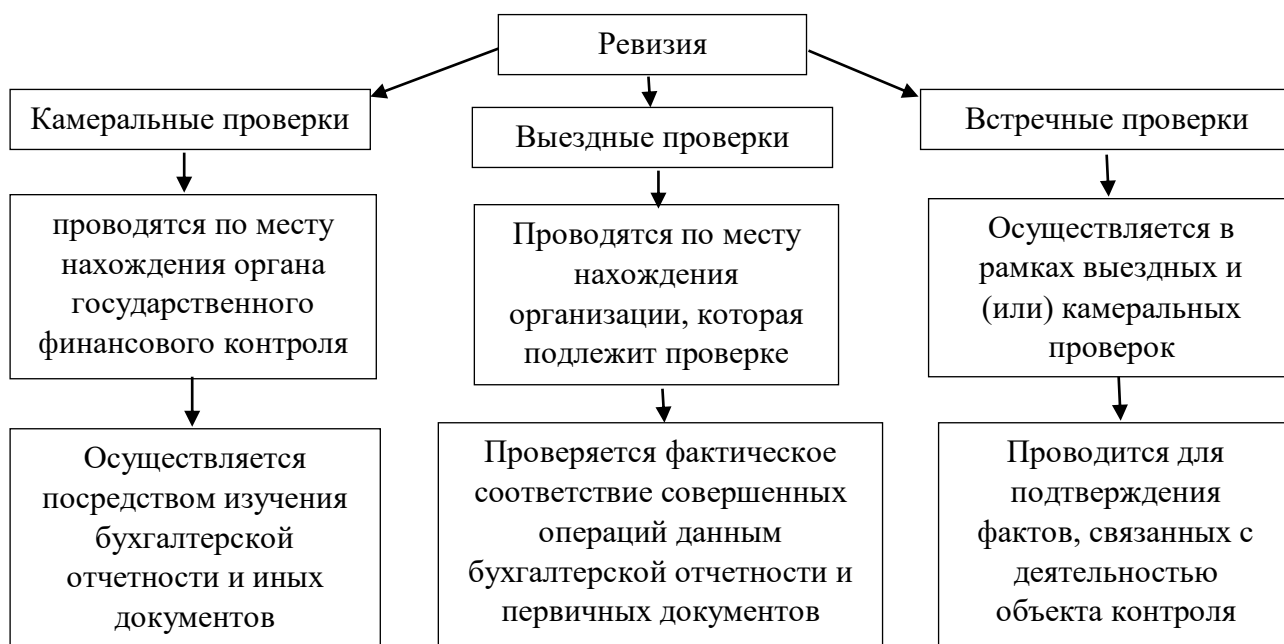 Ревизия
Камеральные проверки
Выездные проверки
Встречные проверки
проводятся по месту
нахождения органа
государственного
финансового контроля
Проводятся по месту
нахождения
организации, которая
подлежит проверке
Осуществляется в
рамках выездных и
(или) камеральных
проверок
Осуществляется
посредством изучения
бухгалтерской
отчетности и иных
документов
Проверяется фактическое
соответствие совершенных
операций данным
бухгалтерской отчетности и
первичных документов
Проводится для
подтверждения
фактов, связанных с
деятельностью
объекта контроля